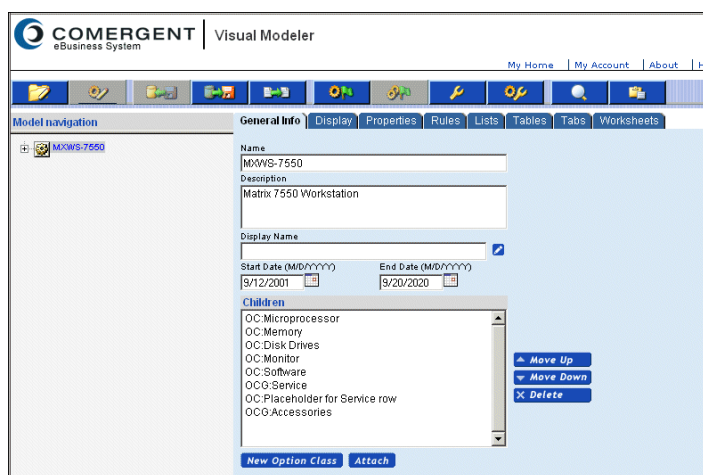 COMERGENT
eBusiness System
Visual Modeler
My Home | My Account | About | H
Model navigation
General Info Display Properties Rules Lists Tables Tabs Worksheets
MXWS-7550
Name
MXWS-7550
Description
Matrix 7550 Workstation
Display Name
Start Date (M/D/YYYY) End Date (M/D/YYYY)
9/12/2001 9/20/2020
Children
OC:Microprocessor
OC:Memory
OC:Disk Drives
OC:Monitor
OC:Software
OCG:Service
OC:Placeholder for Service row
OCG:Accessories
Move Up
Move Down
Delete
New Option Class Attach